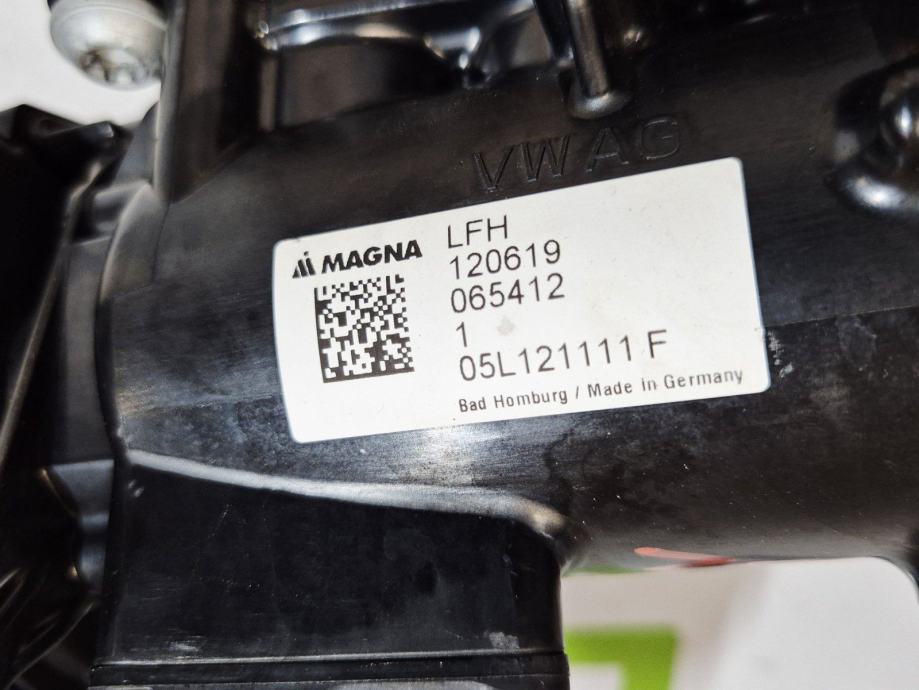 VW AG
MAGNA
LFH
120619
065412
1
05L121111 F
Bad Homburg / Made in Germany